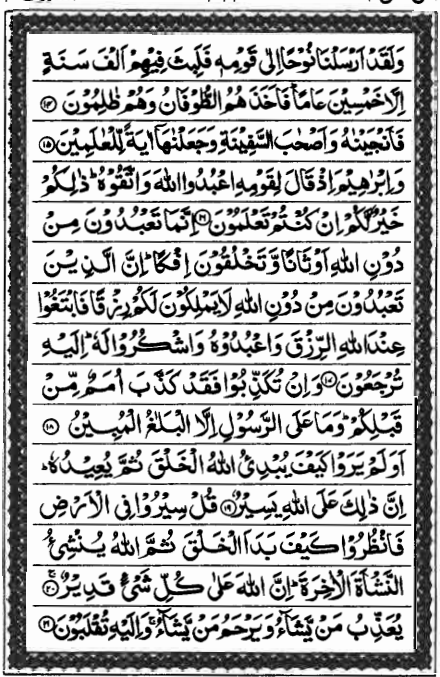 وَلَقَدْ اَرْسَلْنَا نُوْحًا اِلٰى قَوْمِهٖ فَلَبِثَ فِيْهِمْ اَلْفَ سَنَةٍ
اِلَّا خَمْسِيْنَ عَامًا ؕ فَاَخَذَهُمُ الطُّوْفَانُ وَهُمْ ظٰلِمُوْنَ ﴿۱۴﴾
فَاَنْجَيْنٰهُ وَاَصْحٰبَ السَّفِيْنَةِ وَجَعَلْنٰهَاۤ اٰيَةً لِّلْعٰلَمِيْنَ ﴿۱۵﴾
وَاِبْرٰهِيْمَ اِذْ قَالَ لِقَوْمِهِ اعْبُدُوا اللّٰهَ وَاتَّقُوْهُ ؕ ذٰلِكُمْ
خَيْرٌ لَّكُمْ اِنْ كُنْتُمْ تَعْلَمُوْنَ ﴿۱۶﴾ اِنَّمَا تَعْبُدُوْنَ مِنْ
دُوْنِ اللّٰهِ اَوْثَانًا وَّتَخْلُقُوْنَ اِفْكًا ؕ اِنَّ الَّذِيْنَ
تَعْبُدُوْنَ مِنْ دُوْنِ اللّٰهِ لَا يَمْلِكُوْنَ لَكُمْ رِزْقًا فَابْتَغُوْا
عِنْدَ اللّٰهِ الرِّزْقَ وَاعْبُدُوْهُ وَاشْكُرُوْا لَهٗ ؕ اِلَيْهِ
تُرْجَعُوْنَ ﴿۱۷﴾ وَاِنْ تُكَذِّبُوْا فَقَدْ كَذَّبَ اُمَمٌ مِّنْ
قَبْلِكُمْ ؕ وَمَا عَلَى الرَّسُوْلِ اِلَّا الْبَلٰغُ الْمُبِيْنُ ﴿۱۸﴾
اَوَلَمْ يَرَوْا كَيْفَ يُبْدِئُ اللّٰهُ الْخَلْقَ ثُمَّ يُعِيْدُهٗ ؕ
اِنَّ ذٰلِكَ عَلَى اللّٰهِ يَسِيْرٌ ﴿۱۹﴾ قُلْ سِيْرُوْا فِى الْاَرْضِ
فَانْظُرُوْا كَيْفَ بَدَاَ الْخَلْقَ ثُمَّ اللّٰهُ يُنْشِئُ
النَّشْاَةَ الْاٰخِرَةَ ؕ اِنَّ اللّٰهَ عَلٰى كُلِّ شَىْءٍ قَدِيْرٌ ﴿۲۰﴾
يُعَذِّبُ مَنْ يَّشَآءُ وَيَرْحَمُ مَنْ يَّشَآءُ ۚ وَاِلَيْهِ تُقْلَبُوْنَ ﴿۲۱﴾